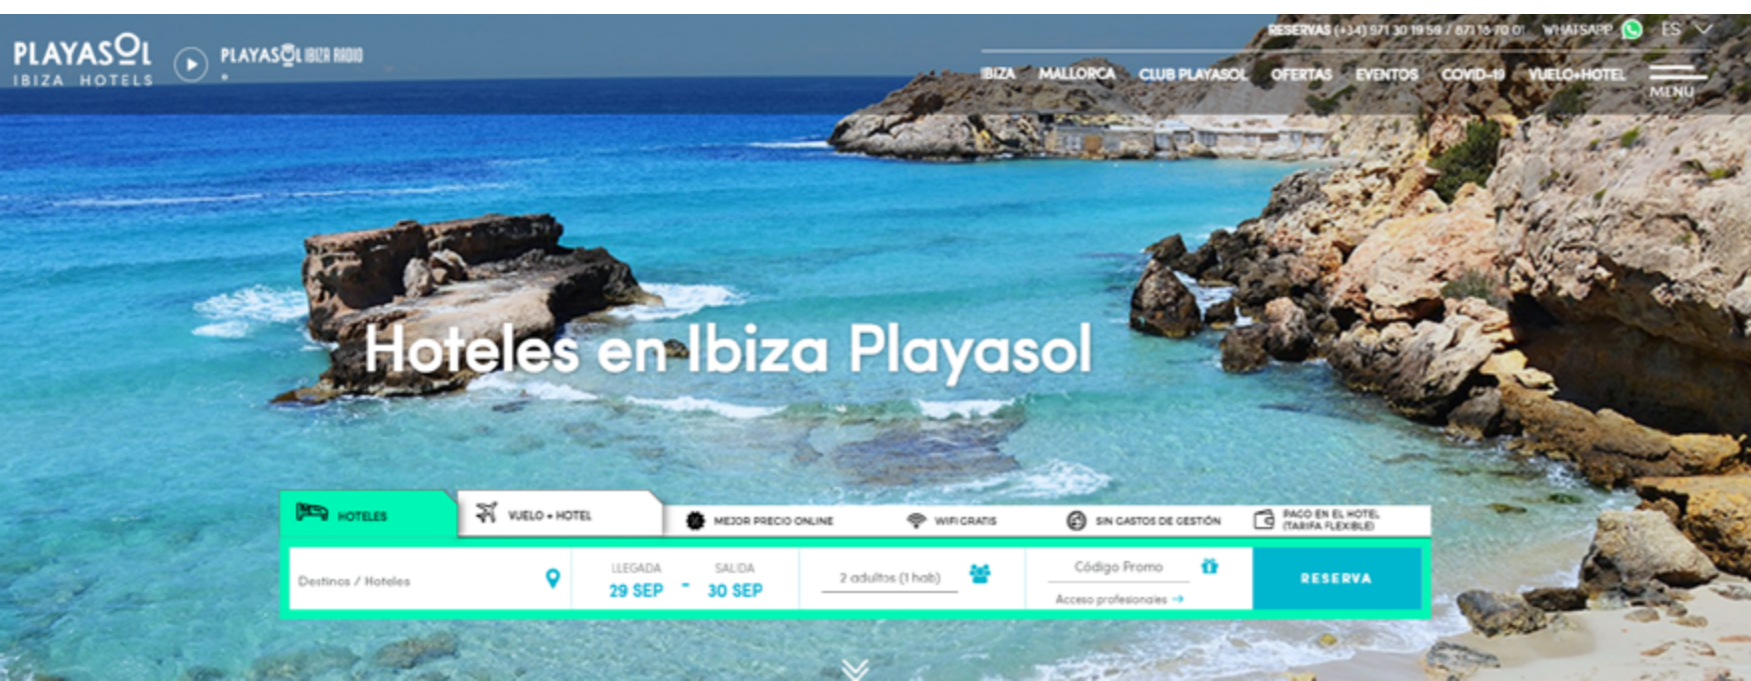 PLAYASOL
IBIZA HOTELS
PLAYASOL IBIZA RADIO
RESERVAS (+34) 971 30 19 59 / 871 18 70 01 WHATSAPP ES
IBIZA MALLORCA CLUB PLAYASOL OFERTAS EVENTOS COVID-19 VUELO+HOTEL
MENU
Hoteles en Ibiza Playasol
HOTELES
VUELO + HOTEL
MEJOR PRECIO ONLINE
WIFI GRATIS
SIN GASTOS DE GESTIÓN
PAGO EN EL HOTEL
(TARIFA FLEXIBLE)
Destinos / Hoteles
LLEGADA
29 SEP
-
SALIDA
30 SEP
2 adultos (1 hab)
Código Promo
Acceso profesionales →
RESERVA